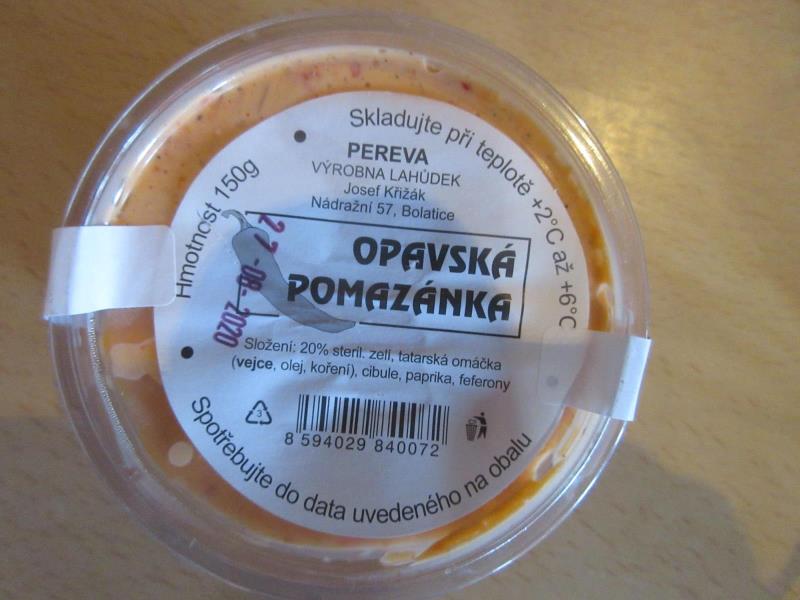 Skladujte při teplotě +2°C až +6°C
Hmotnost 150g
PEREVA
VÝROBNA LAHŮDEK
Josef Křižák
Nádražní 57, Bolatice
OPAVSKÁ
POMAZÁNKA
27-08-2020
Složení: 20% steril. zelí, tatarská omáčka
(vejce, olej, koření), cibule, paprika, feferony
3
8 594029 840072
Spotřebujte do data uvedeného na obalu